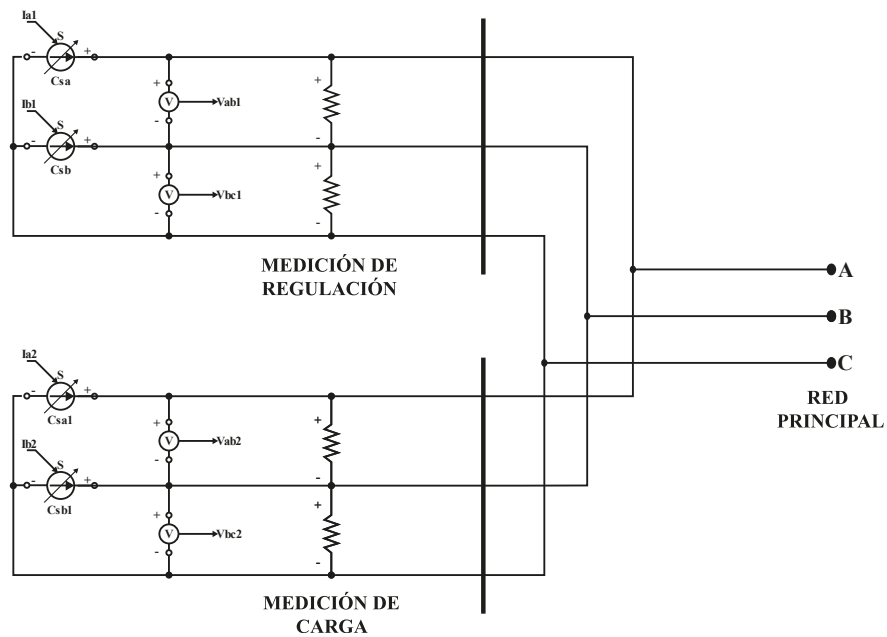 Ia1
S
- +
Csa
+
V
Vab1
-
+
-
Ib1
S
- +
Csb
+
V
Vbc1
-
+
-
MEDICIÓN DE
REGULACIÓN
A
B
C
RED
PRINCIPAL
Ia2
S
- +
Csa1
+
V
Vab2
-
+
-
Ib2
S
- +
Csb1
+
V
Vbc2
-
+
-
MEDICIÓN DE
CARGA